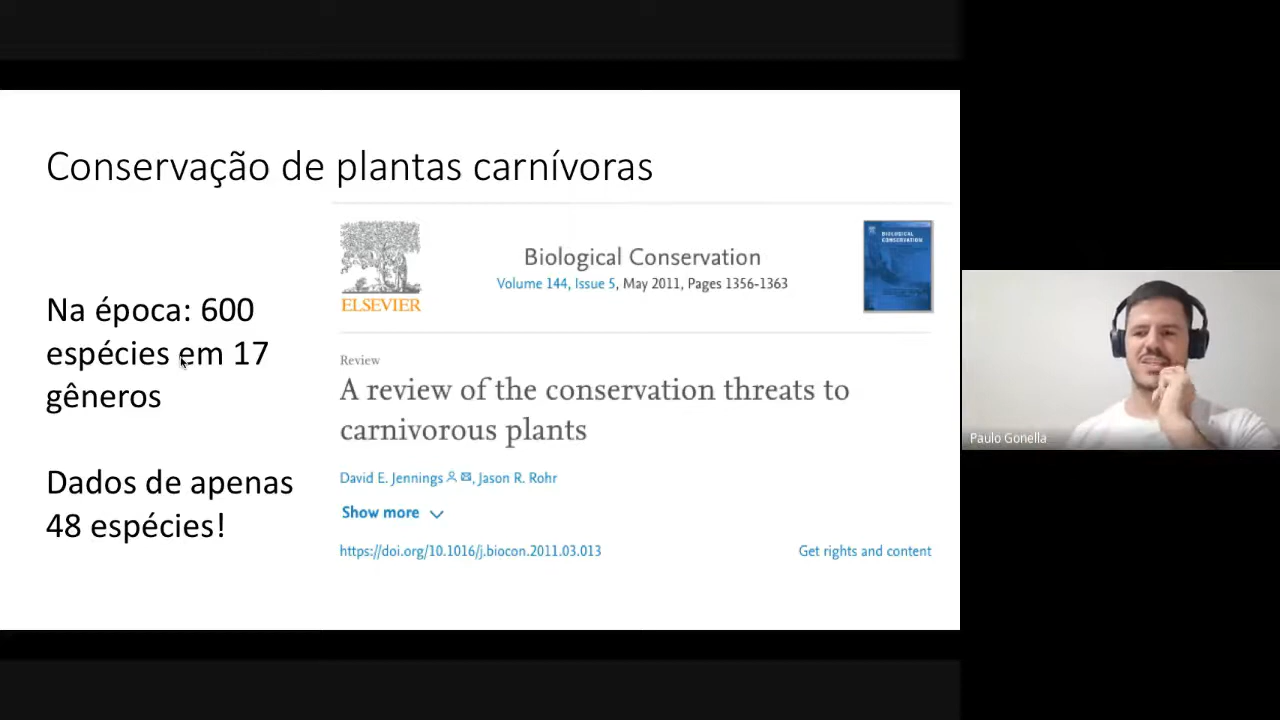 Conservação de plantas carnívoras
Na época: 600
espécies em 17
gêneros
Dados de apenas
48 espécies!
ELSEVIER
Biological Conservation
Volume 144, Issue 5, May 2011, Pages 1356-1363
BIOLOGICAL
CONSERVATION
Review
A review of the conservation threats to
carnivorous plants
David E. Jennings, Jason R. Rohr
Show more
https://doi.org/10.1016/j.biocon.2011.03.013
Get rights and content
Paulo Gonella